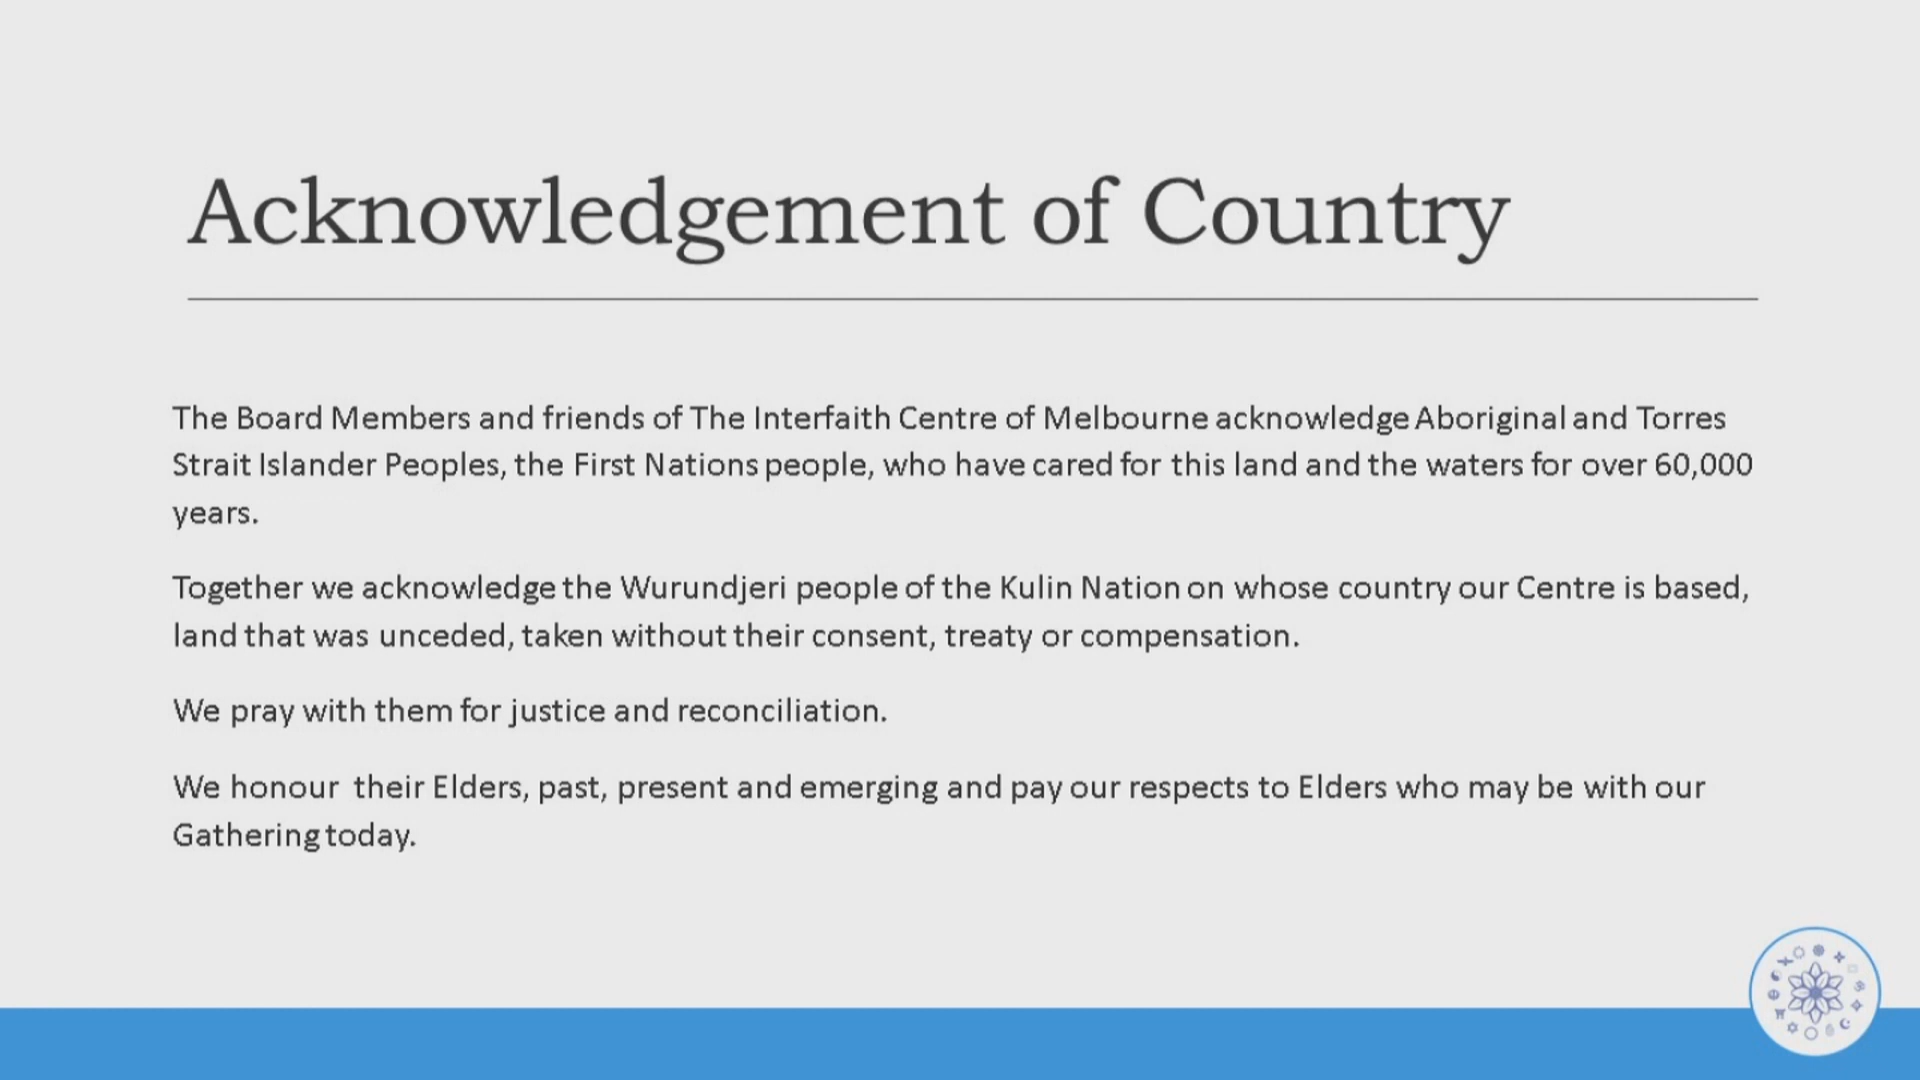 Acknowledgement of Country
The Board Members and friends of The Interfaith Centre of Melbourne acknowledge Aboriginal and Torres
Strait Islander Peoples, the First Nations people, who have cared for this land and the waters for over 60,000
years.
Together we acknowledge the Wurundjeri people of the Kulin Nation on whose country our Centre is based,
land that was unceded, taken without their consent, treaty or compensation.
We pray with them for justice and reconciliation.
We honour their Elders, past, present and emerging and pay our respects to Elders who may be with our
Gathering today.